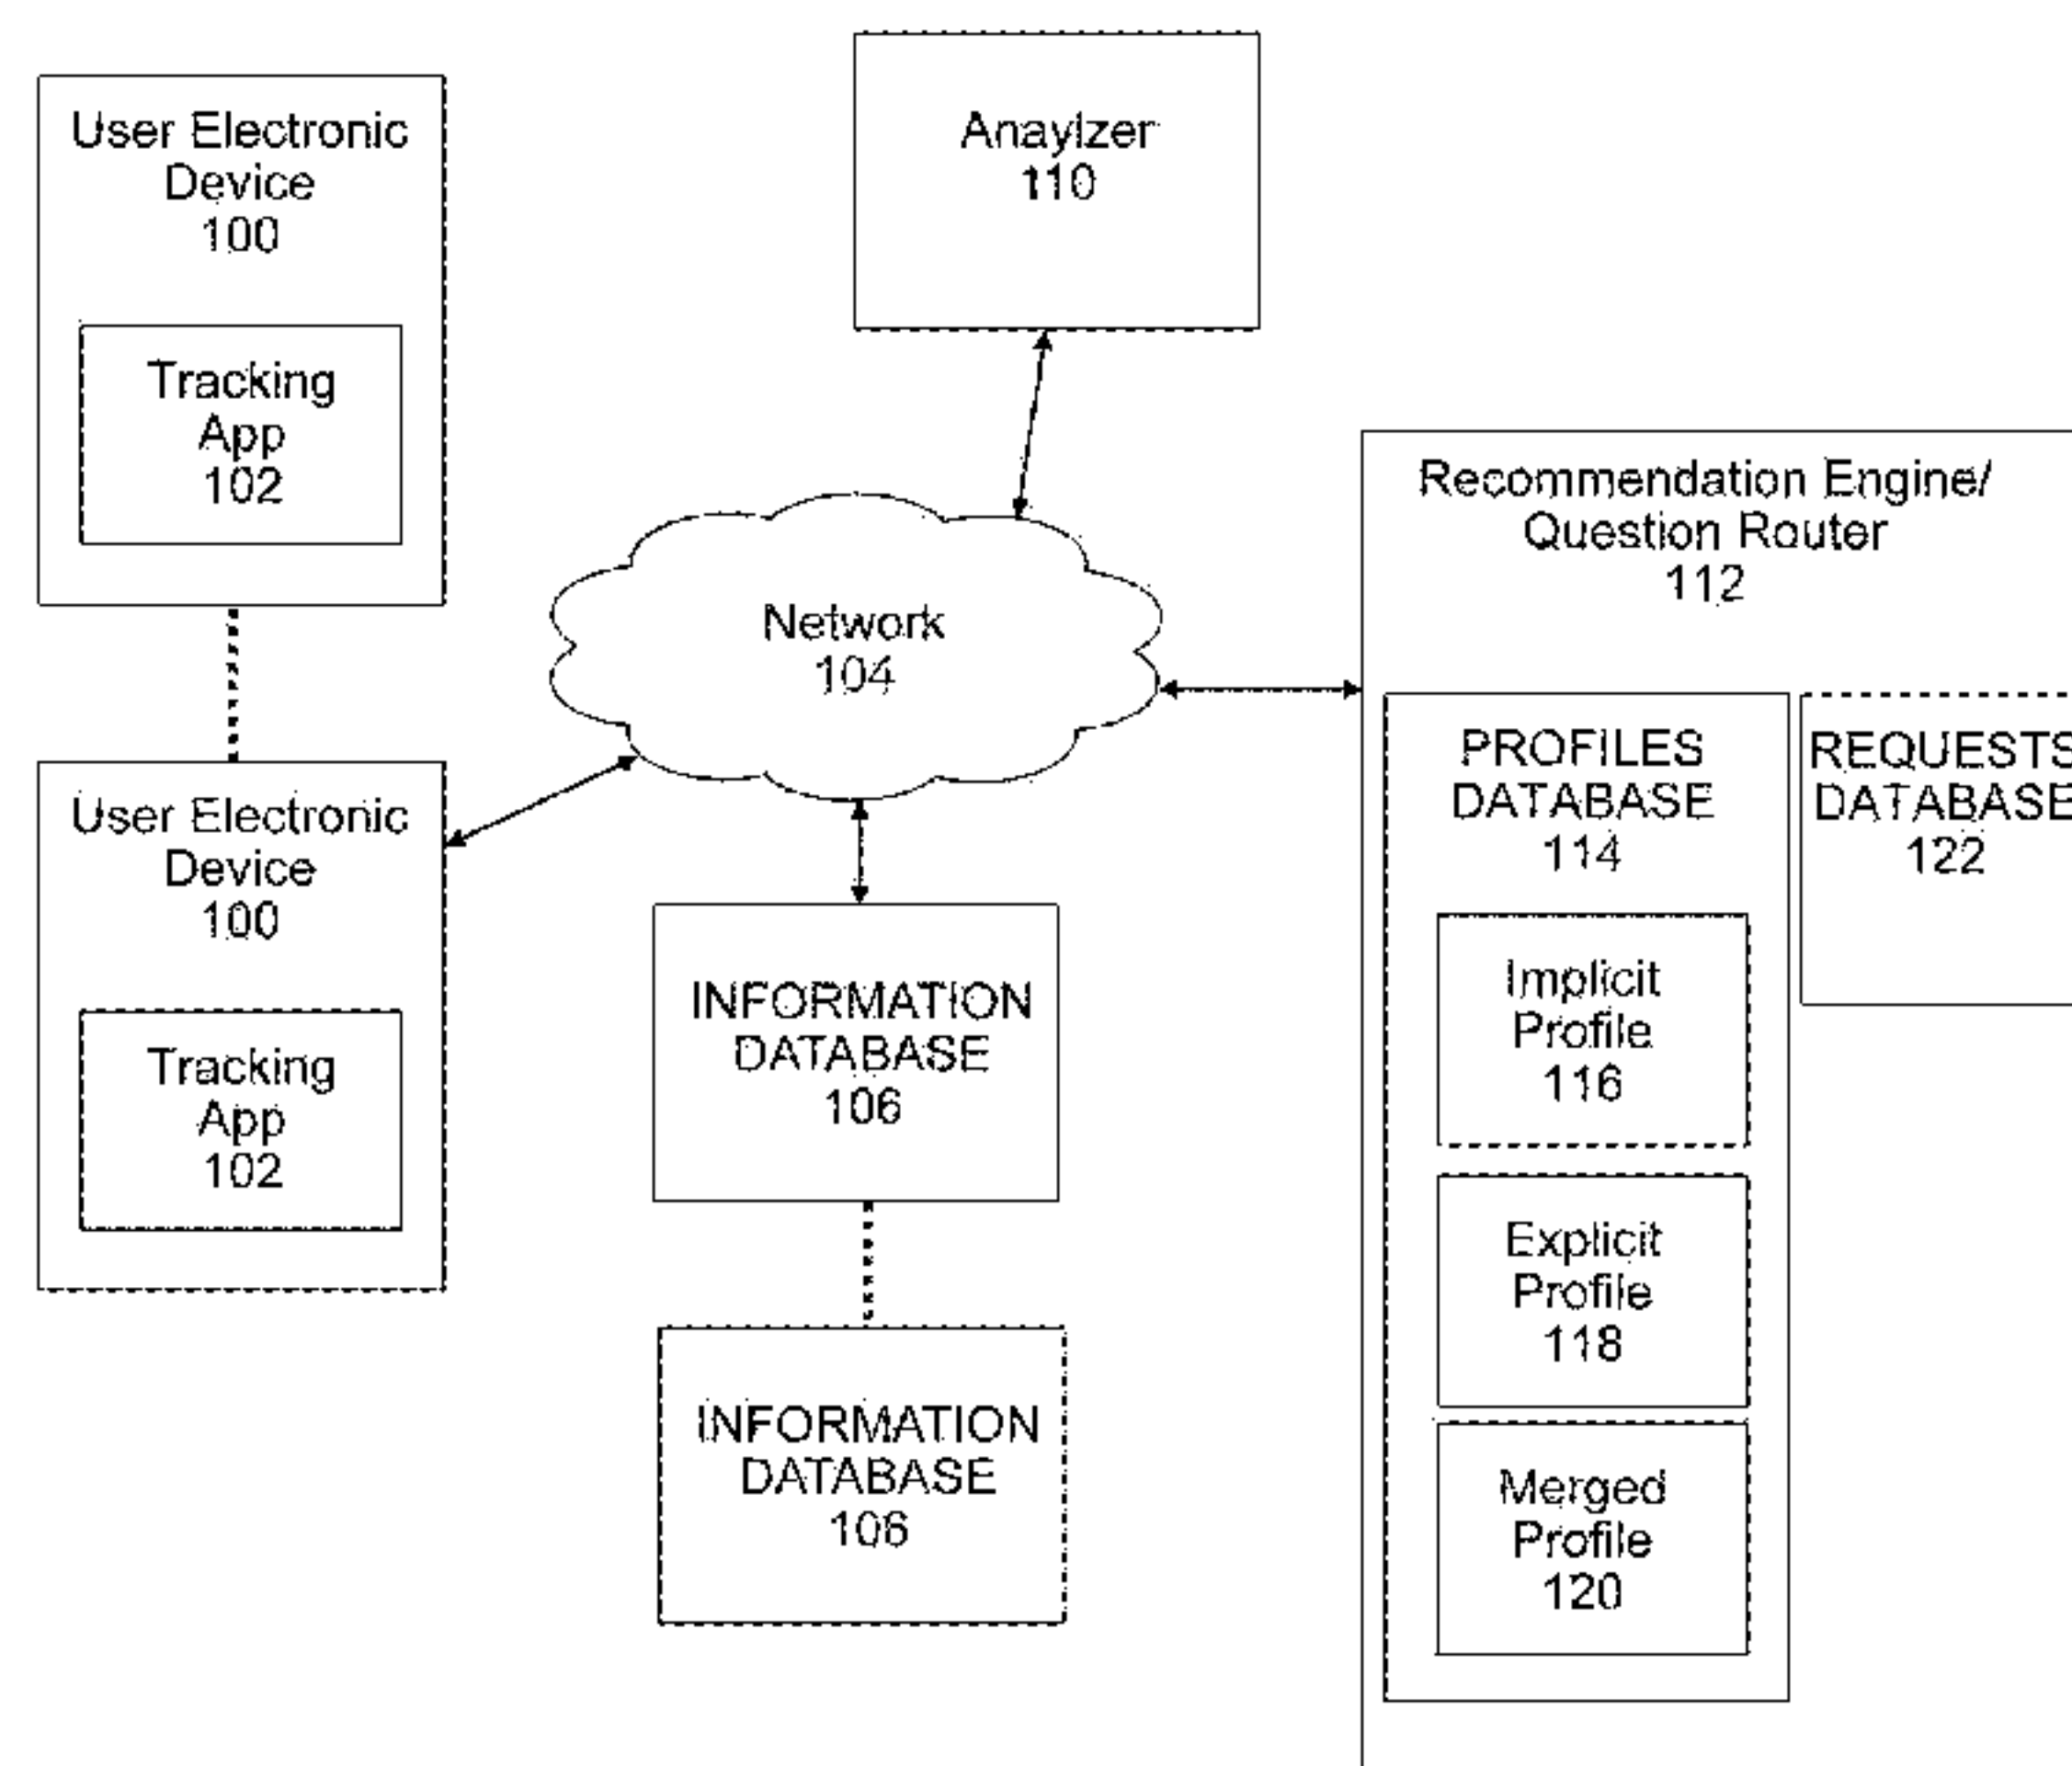 User Electronic
Device
100
Tracking
App
102
Anaylzer
110
Network
104
User Electronic
Device
100
Tracking
App
102
INFORMATION
DATABASE
106
INFORMATION
DATABASE
106
Recommendation Engine/
Question Router
112
PROFILES
DATABASE
114
Implicit
Profile
116
Explicit
Profile
118
Merged
Profile
120
REQUESTS
DATABASE
122